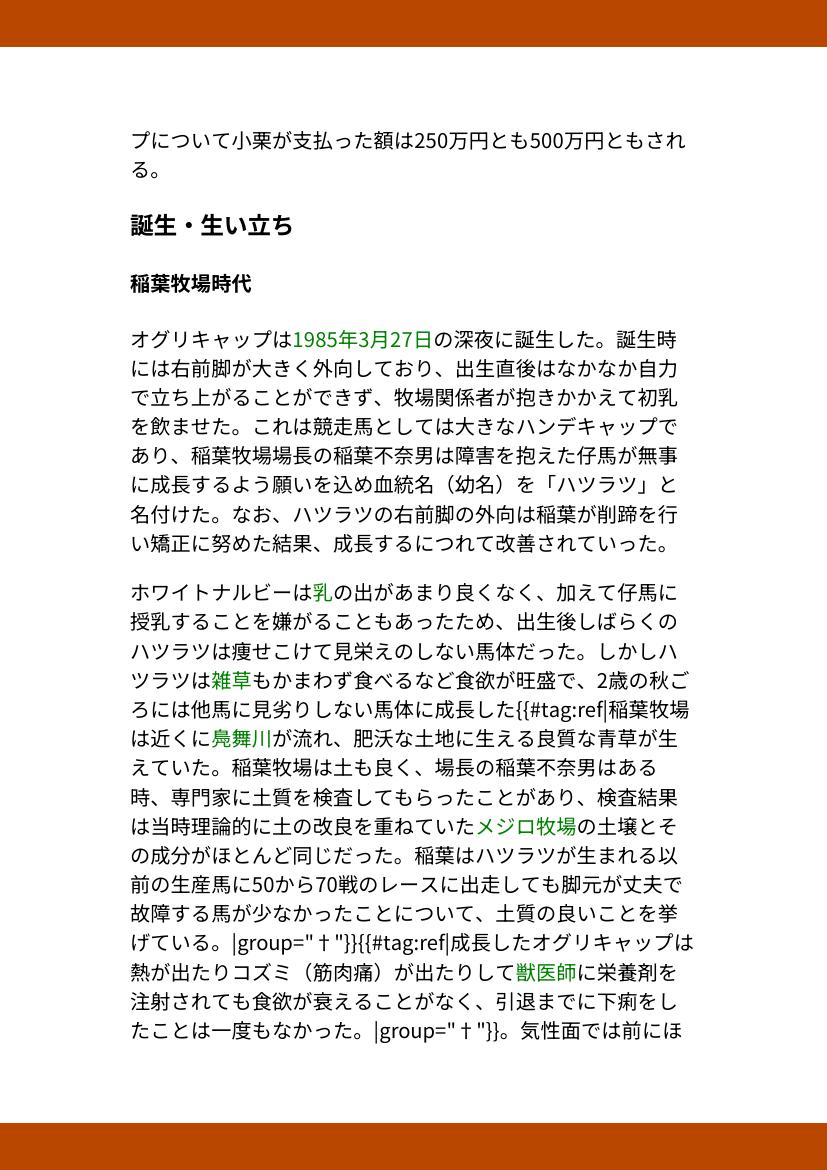 プについて小栗が支払った額は250万円とも500万円ともされ
る。
誕生・生い立ち
稲葉牧場時代
オグリキャップは1985年3月27日の深夜に誕生した。誕生時
には右前脚が大きく外向しており、出生直後はなかなか自力
で立ち上がることができず、牧場関係者が抱きかかえて初乳
を飲ませた。これは競走馬としては大きなハンデキャップで
あり、稲葉牧場場長の稲葉不奈男は障害を抱えた仔馬が無事
に成長するよう願いを込め血統名（幼名）を「ハツラツ」と
名付けた。なお、ハツラツの右前脚の外向は稲葉が削蹄を行
い矯正に努めた結果、成長するにつれて改善されていった。
ホワイトナルビーは乳の出があまり良くなく、加えて仔馬に
授乳することを嫌がることもあったため、出生後しばらくの
ハツラツは痩せこけて見栄えのしない馬体だった。しかしハ
ツラツは雑草もかまわず食べるなど食欲が旺盛で、2歳の秋ご
ろには他馬に見劣りしない馬体に成長した{{#tag:ref|稲葉牧場
は近くに鳧舞川が流れ、肥沃な土地に生える良質な青草が生
えていた。稲葉牧場は土も良く、場長の稲葉不奈男はある
時、専門家に土質を検査してもらったことがあり、検査結果
は当時理論的に土の改良を重ねていたメジロ牧場の土壌とそ
の成分がほとんど同じだった。稲葉はハツラツが生まれる以
前の生産馬に50から70戦のレースに出走しても脚元が丈夫で
故障する馬が少なかったことについて、土質の良いことを挙
げている。|group="†"}}{{#tag:ref|成長したオグリキャップは
熱が出たりコズミ（筋肉痛）が出たりして獣医師に栄養剤を
注射されても食欲が衰えることがなく、引退までに下痢をし
たことは一度もなかった。|group="†"}}。気性面では前にほ